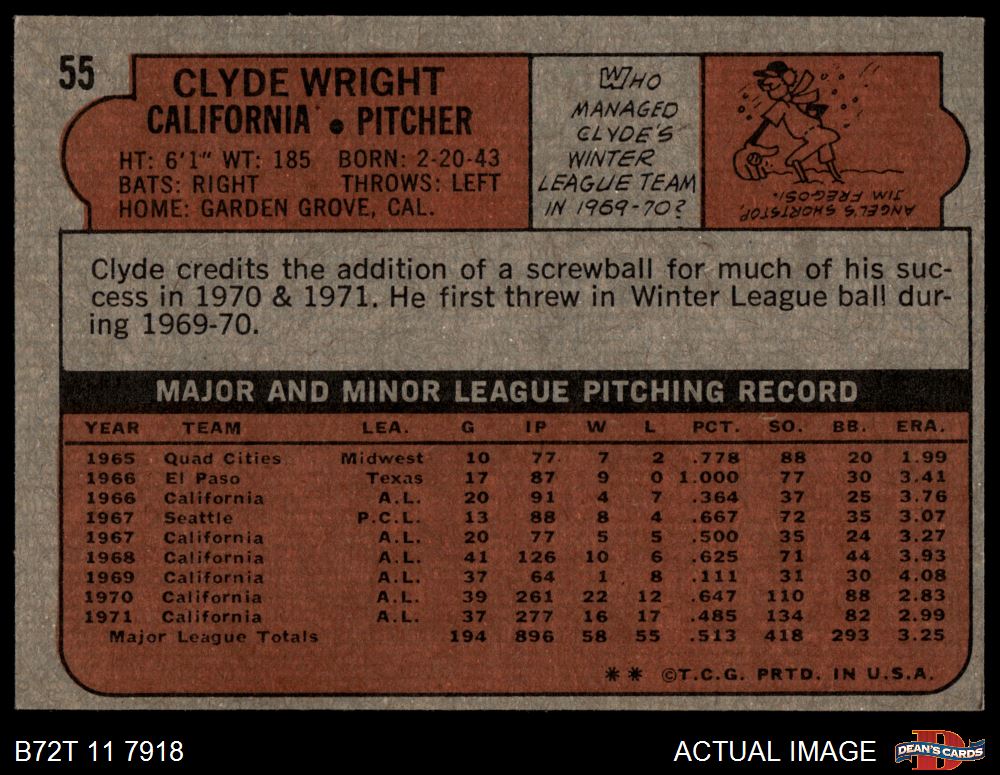 55
CLYDE WRIGHT
CALIFORNIA • PITCHER
HT: 6'1" WT: 185 BORN: 2-20-43
BATS: RIGHT THROWS: LEFT
HOME: GARDEN GROVE, CAL.
WHO
MANAGED
CLYDE'S
WINTER
LEAGUE TEAM
IN 1969-70?
ANGEL'S SHORTSTOP,
JIM FREGOSI.
Clyde credits the addition of a screwball for much of his suc-
cess in 1970 & 1971. He first threw in Winter League ball dur-
ing 1969-70.
MAJOR AND MINOR LEAGUE PITCHING RECORD
YEAR TEAM LEA. G IP W L PCT. SO. BB. ERA.
1965 Quad Cities Midwest 10 77 7 2 .778 88 20 1.99
1966 El Paso Texas 17 87 9 0 1.000 77 30 3.41
1966 California A.L. 20 91 4 7 .364 37 25 3.76
1967 Seattle P.C.L. 13 88 8 4 .667 72 35 3.07
1967 California A.L. 20 77 5 5 .500 35 24 3.27
1968 California A.L. 41 126 10 6 .625 71 44 3.93
1969 California A.L. 37 64 1 8 .111 31 30 4.08
1970 California A.L. 39 261 22 12 .647 110 88 2.83
1971 California A.L. 37 277 16 17 .485 134 82 2.99
Major League Totals 194 896 58 55 .513 418 293 3.25
** ©T.C.G. PRTD. IN U.S.A.
B72T 11 7918 ACTUAL IMAGE DEAN'S CARDS